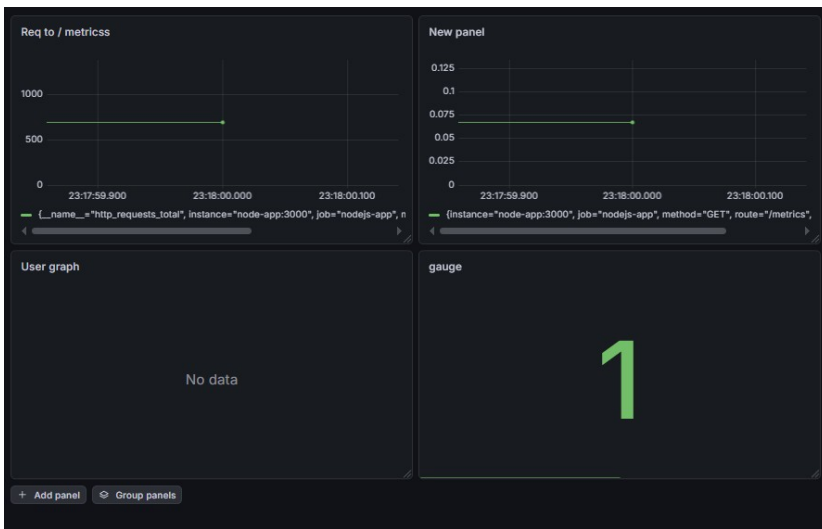 Req to / metricss
1000
500
0
23:17:59.900 23:18:00.000 23:18:00.100
{__name__="http_requests_total", instance="node-app:3000", job="nodejs-app", m
New panel
0.125
0.1
0.075
0.05
0.025
0
23:17:59.900 23:18:00.000 23:18:00.100
{instance="node-app:3000", job="nodejs-app", method="GET", route="/metrics",
User graph
No data
gauge
1
+ Add panel Group panels